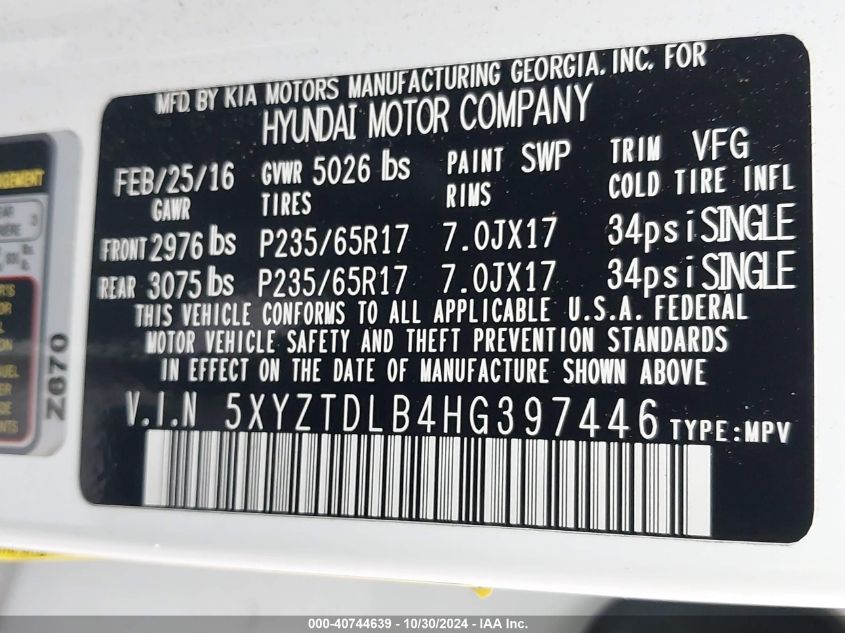 MFD. BY KIA MOTORS MANUFACTURING GEORGIA. INC. FOR
HYUNDAI MOTOR COMPANY
FEB/25/16 GVWR 5026 lbs PAINT SWP TRIM VFG
GAWR TIRES RIMS COLD TIRE INFL
FRONT 2976 lbs P235/65R17 7.0JX17 34psi SINGLE
REAR 3075 lbs P235/65R17 7.0JX17 34psi SINGLE
THIS VEHICLE CONFORMS TO ALL APPLICABLE U.S.A. FEDERAL
MOTOR VEHICLE SAFETY AND THEFT PREVENTION STANDARDS
IN EFFECT ON THE DATE OF MANUFACTURE SHOWN ABOVE
V.I.N 5XYZTDLB4HG397446 TYPE:MPV
Z670
000-40744639 / 10/30/2024 / IAA Holdings, LLC.